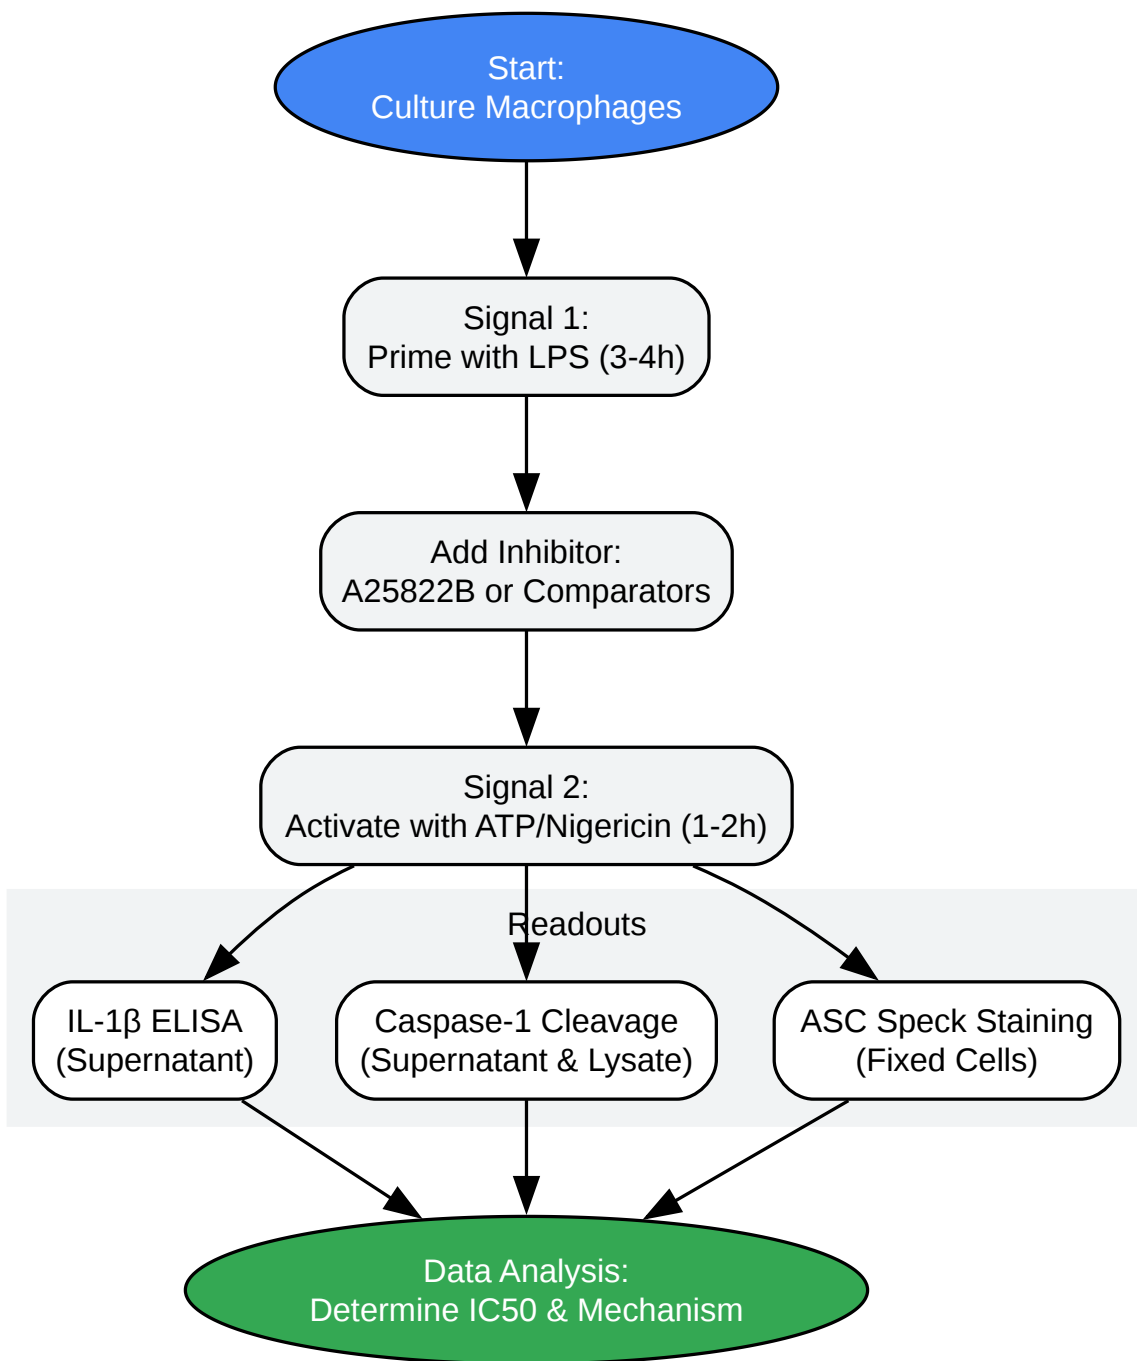 Start:
Culture Macrophages
Signal 1:
Prime with LPS (3-4h)
Add Inhibitor:
A25822B or Comparators
Signal 2:
Activate with ATP/Nigericin (1-2h)
Readouts
IL-1β ELISA
(Supernatant)
Caspase-1 Cleavage
(Supernatant & Lysate)
ASC Speck Staining
(Fixed Cells)
Data Analysis:
Determine IC50 & Mechanism